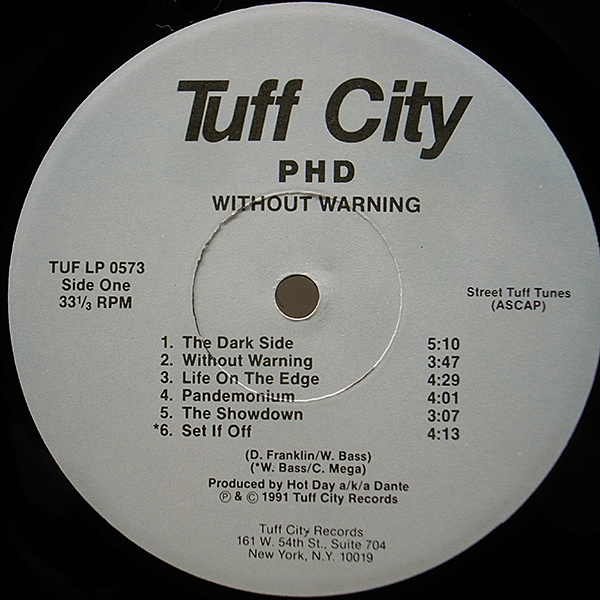 Tuff City
PHD
WITHOUT WARNING
TUF LP 0573
Side One
33⅓ RPM
Street Tuff Tunes
(ASCAP)
1. The Dark Side 5:10
2. Without Warning 3:47
3. Life On The Edge 4:29
4. Pandemonium 4:01
5. The Showdown 3:07
*6. Set If Off 4:13
(D. Franklin/W. Bass)
(*W. Bass/C. Mega)
Produced by Hot Day a/k/a Dante
℗ & © 1991 Tuff City Records
Tuff City Records
161 W. 54th St., Suite 704
New York, N.Y. 10019